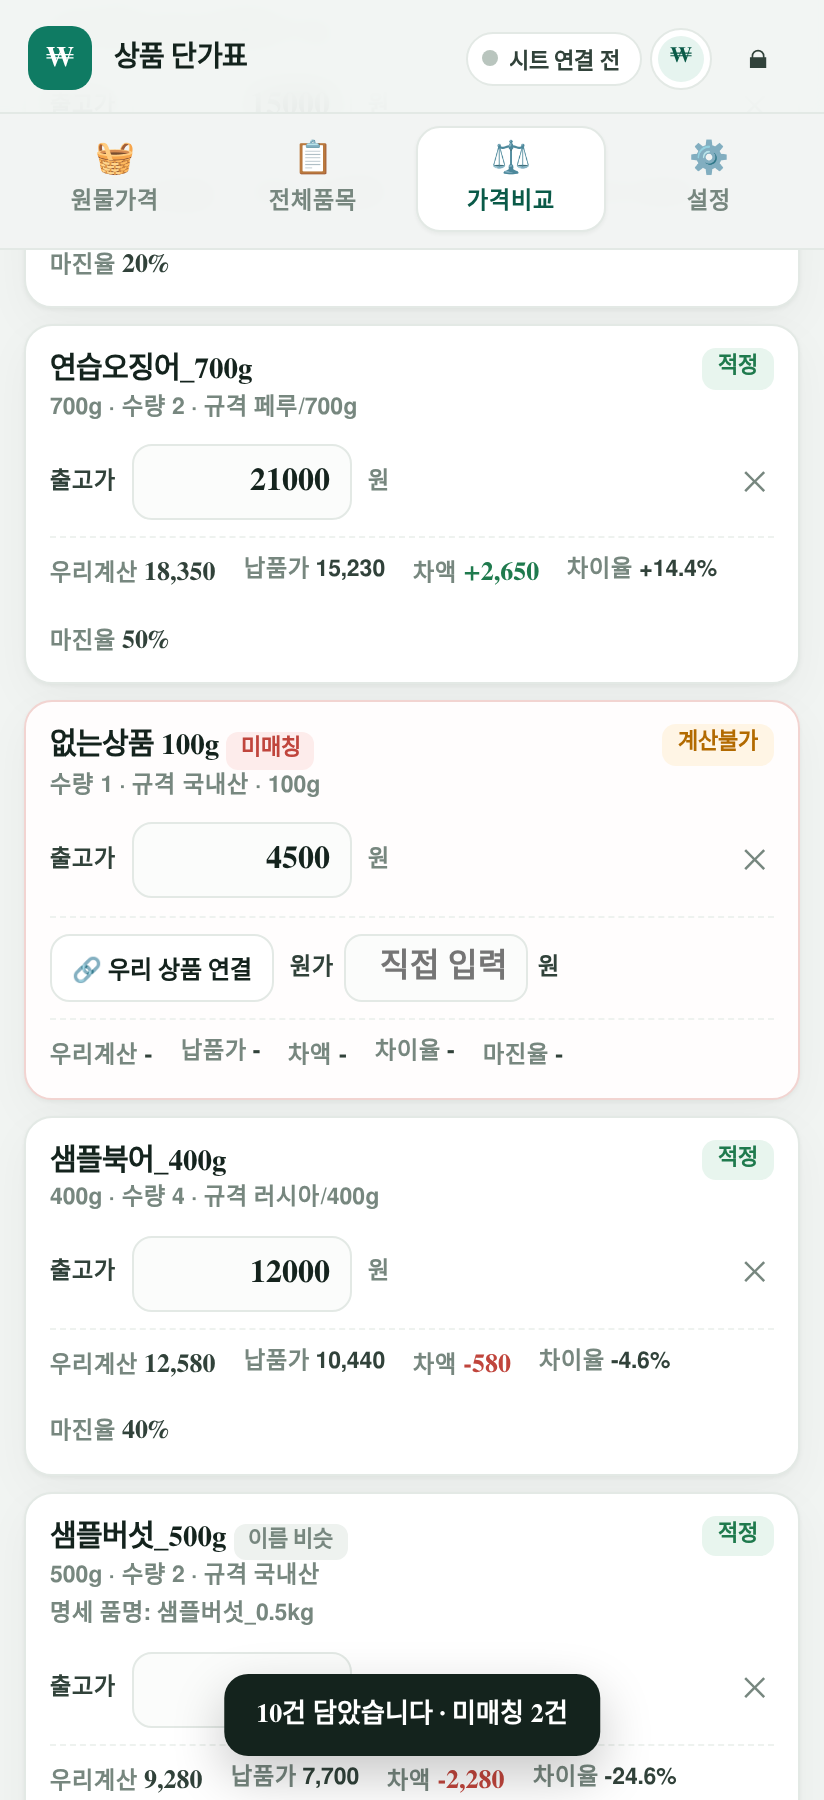 ₩ 상품 단가표 시트 연결 전 ₩
원물가격 전체품목 가격비교 설정
마진율 20%
연습오징어_700g 적정
700g · 수량 2 · 규격 페루/700g
출고가 21000 원 ×
우리계산 18,350 납품가 15,230 차액 +2,650 차이율 +14.4%
마진율 50%
없는상품 100g 미매칭 계산불가
수량 1 · 규격 국내산 · 100g
출고가 4500 원 ×
우리 상품 연결 원가 직접 입력 원
우리계산 - 납품가 - 차액 - 차이율 - 마진율 -
샘플북어_400g 적정
400g · 수량 4 · 규격 러시아/400g
출고가 12000 원 ×
우리계산 12,580 납품가 10,440 차액 -580 차이율 -4.6%
마진율 40%
샘플버섯_500g 이름 비슷 적정
500g · 수량 2 · 규격 국내산
명세 품명: 샘플버섯_0.5kg
출고가 ×
10건 담았습니다 · 미매칭 2건
우리계산 9,280 납품가 7,700 차액 -2,280 차이율 -24.6%